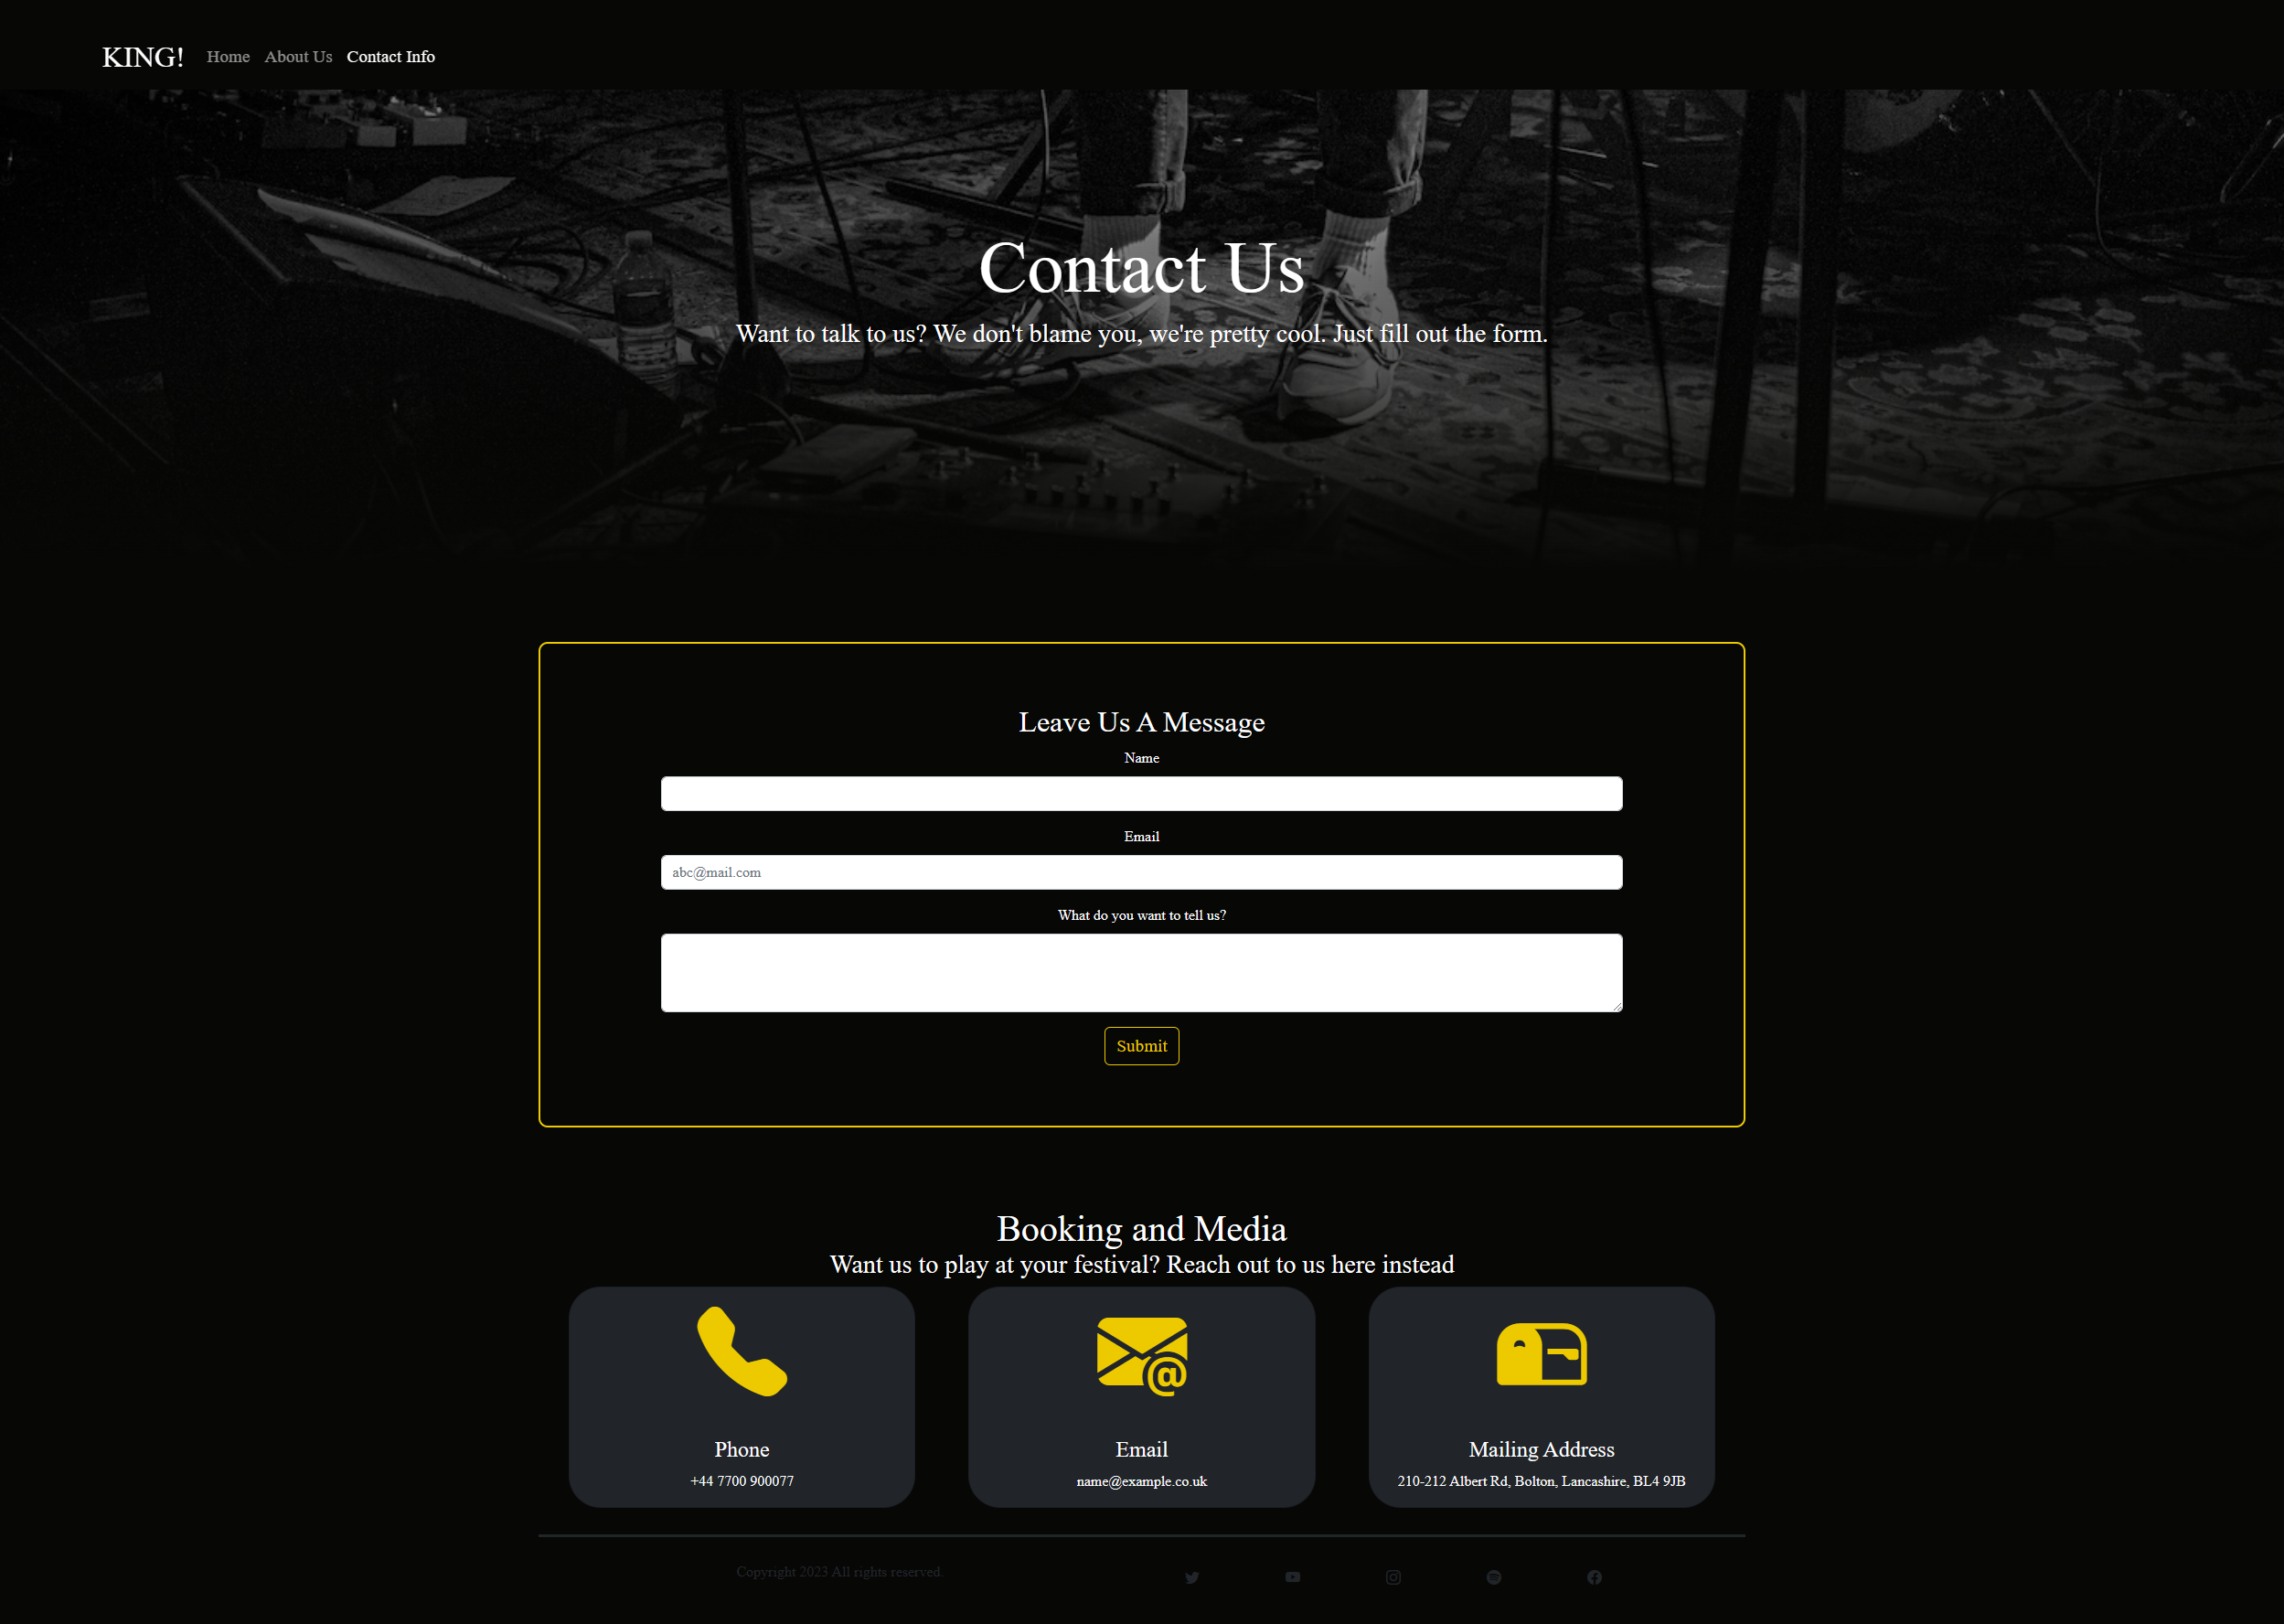 KING! Home About Us Contact Info
Contact Us
Want to talk to us? We don't blame you, we're pretty cool. Just fill out the form.
Leave Us A Message
Name
Email
abc@mail.com
What do you want to tell us?
Submit
Booking and Media
Want us to play at your festival? Reach out to us here instead
@
Phone
+44 7700 900077
Email
name@example.co.uk
Mailing Address
210-212 Albert Rd, Bolton, Lancashire, BL4 9JB
Copyright 2023 All rights reserved.